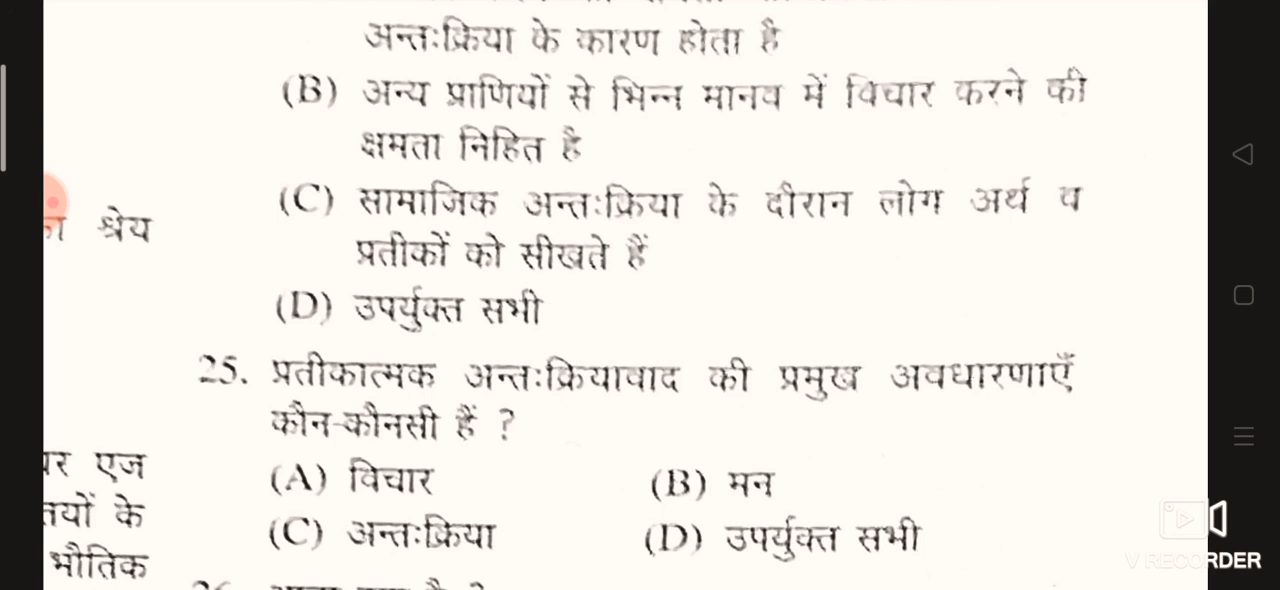 अन्तःक्रिया के कारण होता है
(B) अन्य प्राणियों से भिन्न मानव में विचार करने की
क्षमता निहित है
(C) सामाजिक अन्तःक्रिया के दौरान लोग अर्थ व
प्रतीकों को सीखते हैं
(D) उपर्युक्त सभी
श्रेय
25. प्रतीकात्मक अन्तःक्रियावाद की प्रमुख अवधारणाएँ
कौन-कौनसी हैं ?
(A) विचार (B) मन
(C) अन्तःक्रिया (D) उपर्युक्त सभी
एज
के
भौतिक
V RECORDER